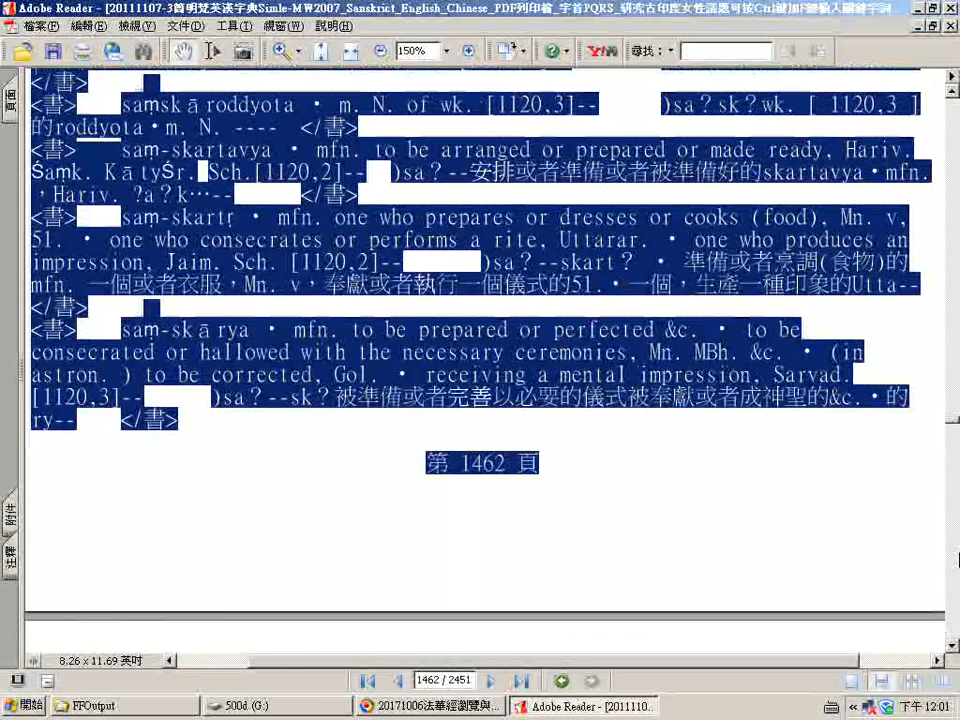 Adobe Reader - [20111107-3簡明梵英漢字典Simle-MW2007_Sanskrict_English_Chinese_PDF列印檔_字首PQRS_研究古印度女性議題可按Ctrl鍵加F鍵輸入關鍵字詞
檔案(F) 編輯(E) 檢視(V) 文件(D) 工具(T) 視窗(W) 說明(H)
150% 尋找:
頁面
</書>
<書> saṃskāroddyota • m. N. of wk. [1120,3]-- )sa?sk?wk. [ 1120,3 ]
的roddyota•m. N. ---- </書>
<書> saṃ-skartavya • mfn. to be arranged or prepared or made ready, Hariv.
Śaṃk. KātyŚr. Sch.[1120,2]-- )sa?--安排或者準備或者被準備好的skartavya•mfn.
，Hariv. ?a?k…-- </書>
<書> saṃ-skartṛ • mfn. one who prepares or dresses or cooks (food), Mn. v,
51. • one who consecrates or performs a rite, Uttarar. • one who produces an
impression, Jaim. Sch. [1120,2]-- )sa?--skart? • 準備或者烹調(食物)的
mfn. 一個或者衣服，Mn. v，奉獻或者執行一個儀式的51.•一個，生產一種印象的Utta--
</書>
<書> saṃ-skārya • mfn. to be prepared or perfected &c. • to be
consecrated or hallowed with the necessary ceremonies, Mn. MBh. &c. • (in
astron. ) to be corrected, Gol. • receiving a mental impression, Sarvad.
[1120,3]-- )sa?--sk?被準備或者完善以必要的儀式被奉獻或者成神聖的&c.•的
ry-- </書>
第 1462 頁
附件
注釋
8.26 x 11.69 英吋
1462 / 2451
開始 FFOutput 500d. (G:) 20171006法華經瀏覽與... Adobe Reader - [2011110... 下午 12:01